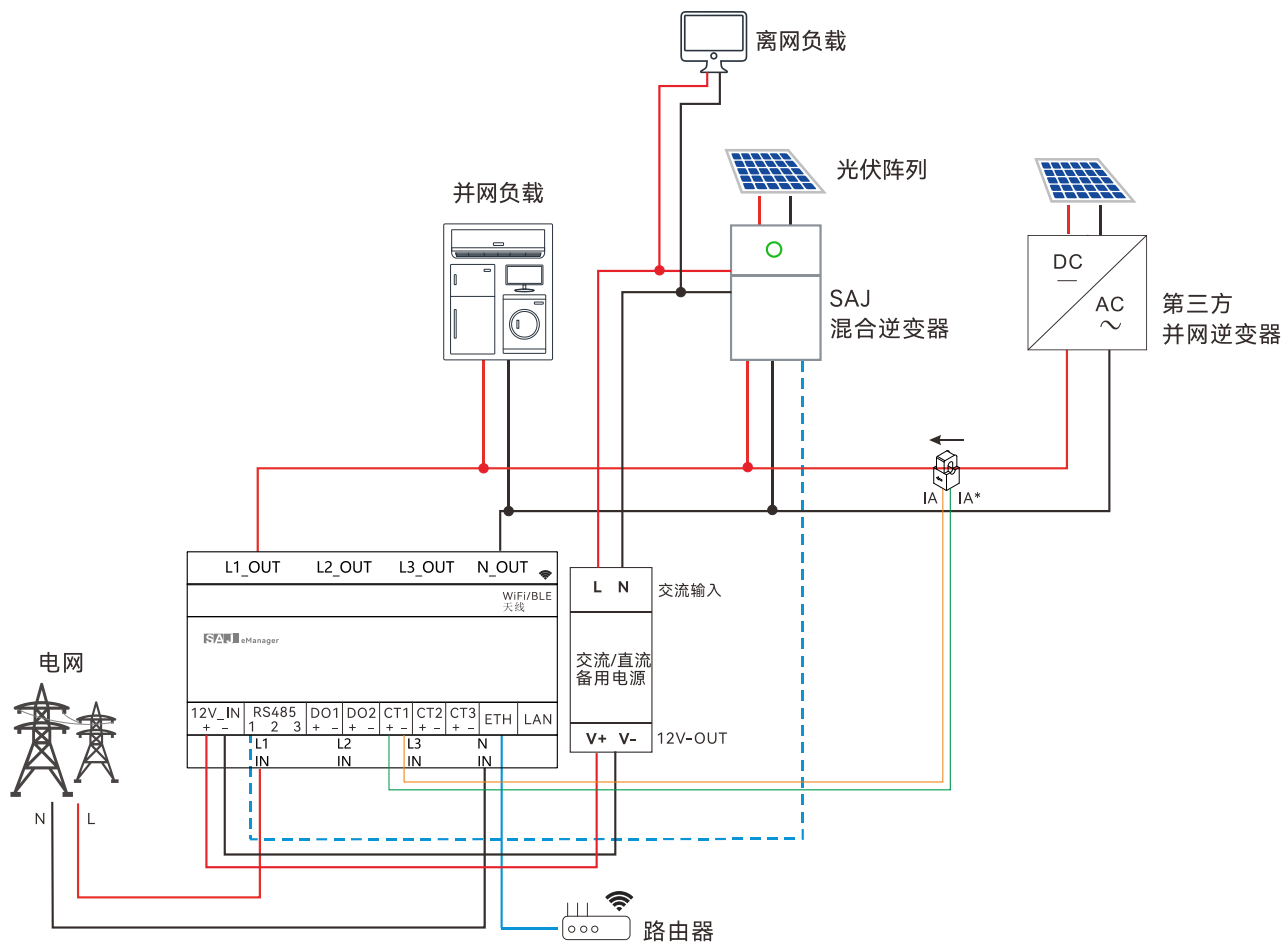 离网负载
光伏阵列
并网负载
SAJ
混合逆变器
DC
AC
第三方
并网逆变器
IA IA*
L1_OUT L2_OUT L3_OUT N_OUT
WiFi/BLE
天线
SAJ eManager
L N
交流输入
交流/直流
备用电源
V+ V-
12V-OUT
电网
N L
12V_IN RS485 DO1 DO2 CT1 CT2 CT3 ETH LAN
+ − 1 2 3 + − + − + − + − + −
L1 L2 L3 N
IN IN IN IN
路由器